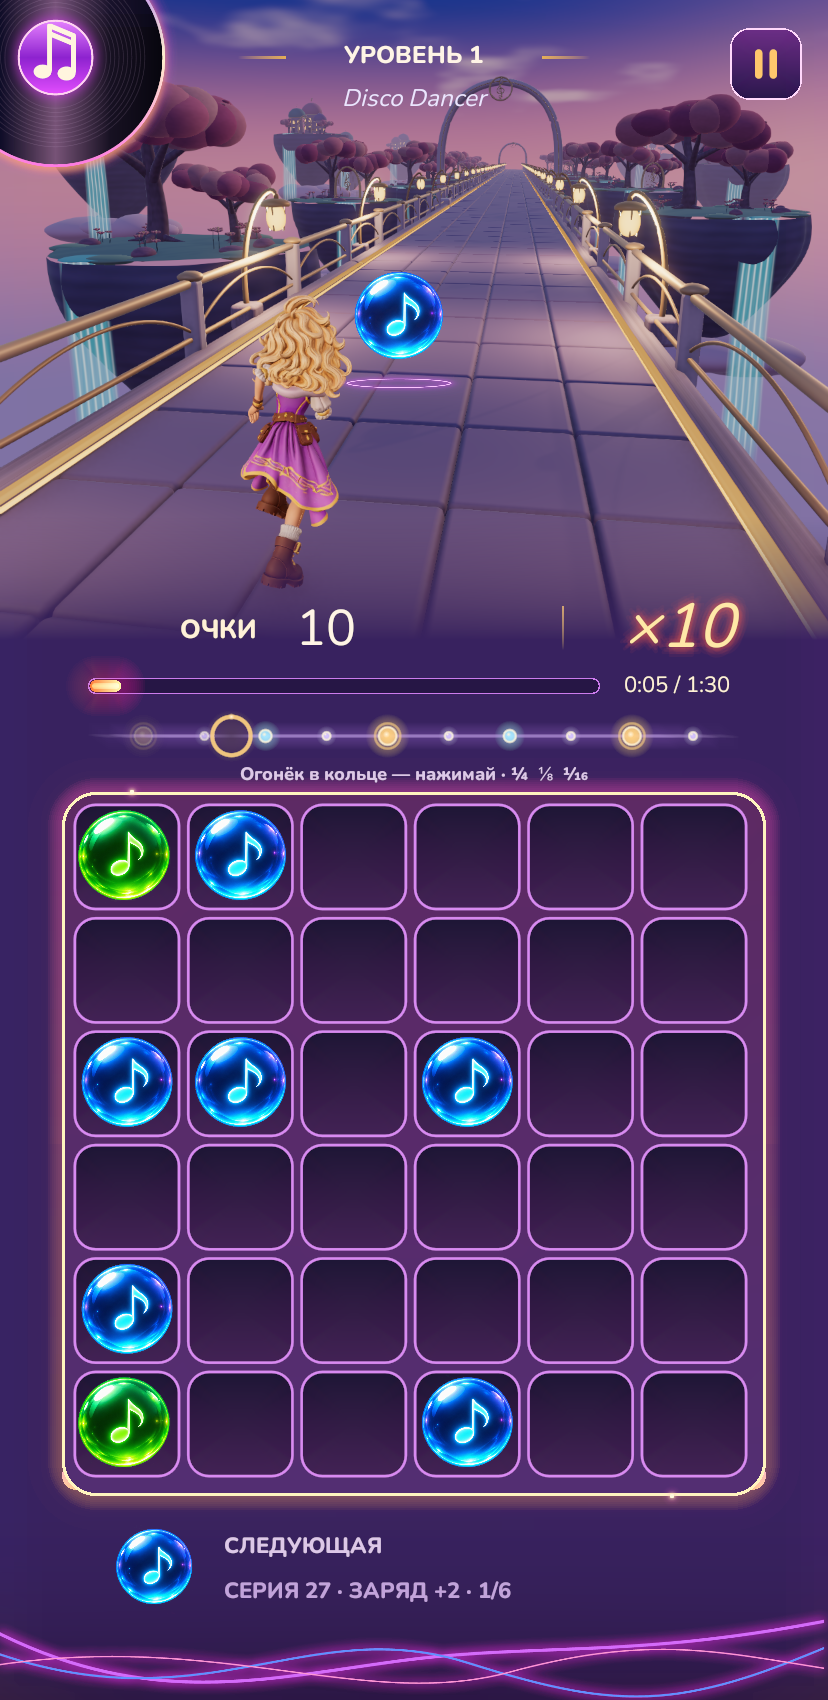 УРОВЕНЬ 1
Disco Dancer
ОЧКИ 10 ×10
0:05 / 1:30
Огонёк в кольце — нажимай · ¼ ⅛ ¹⁄₁₆
СЛЕДУЮЩАЯ
СЕРИЯ 27 · ЗАРЯД +2 · 1/6